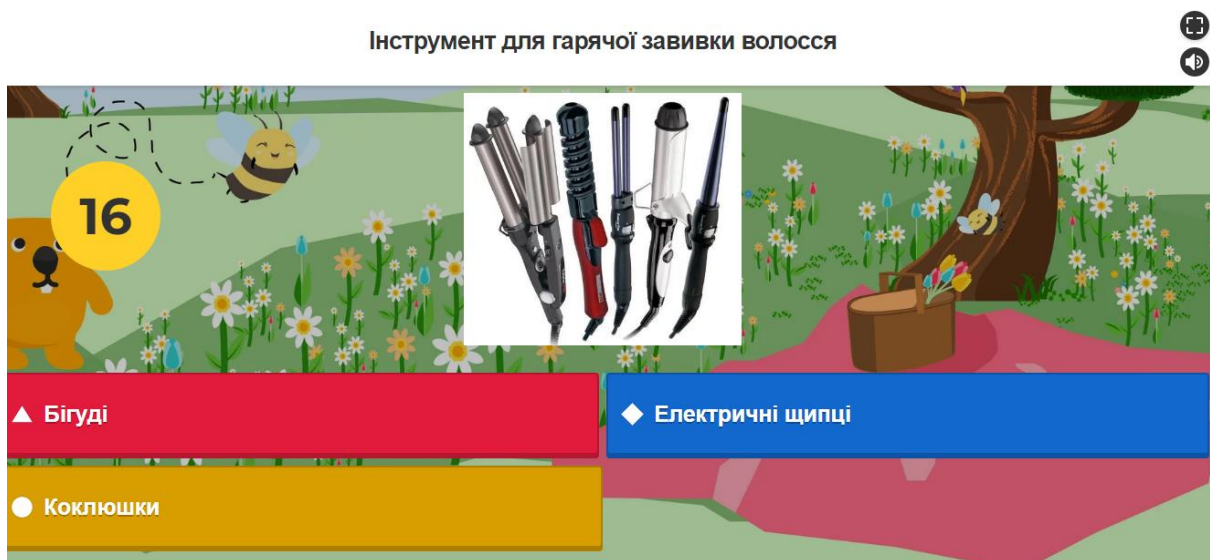 Інструмент для гарячої завивки волосся
16
Бігуді
Електричні щипці
Коклюшки